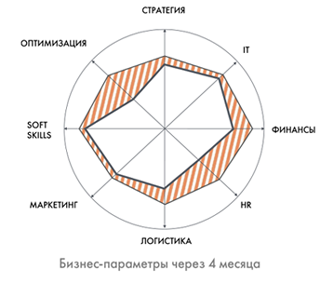 СТРАТЕГИЯ
ОПТИМИЗАЦИЯ
IT
SOFT
SKILLS
ФИНАНСЫ
МАРКЕТИНГ
HR
ЛОГИСТИКА
Бизнес-параметры через 4 месяца